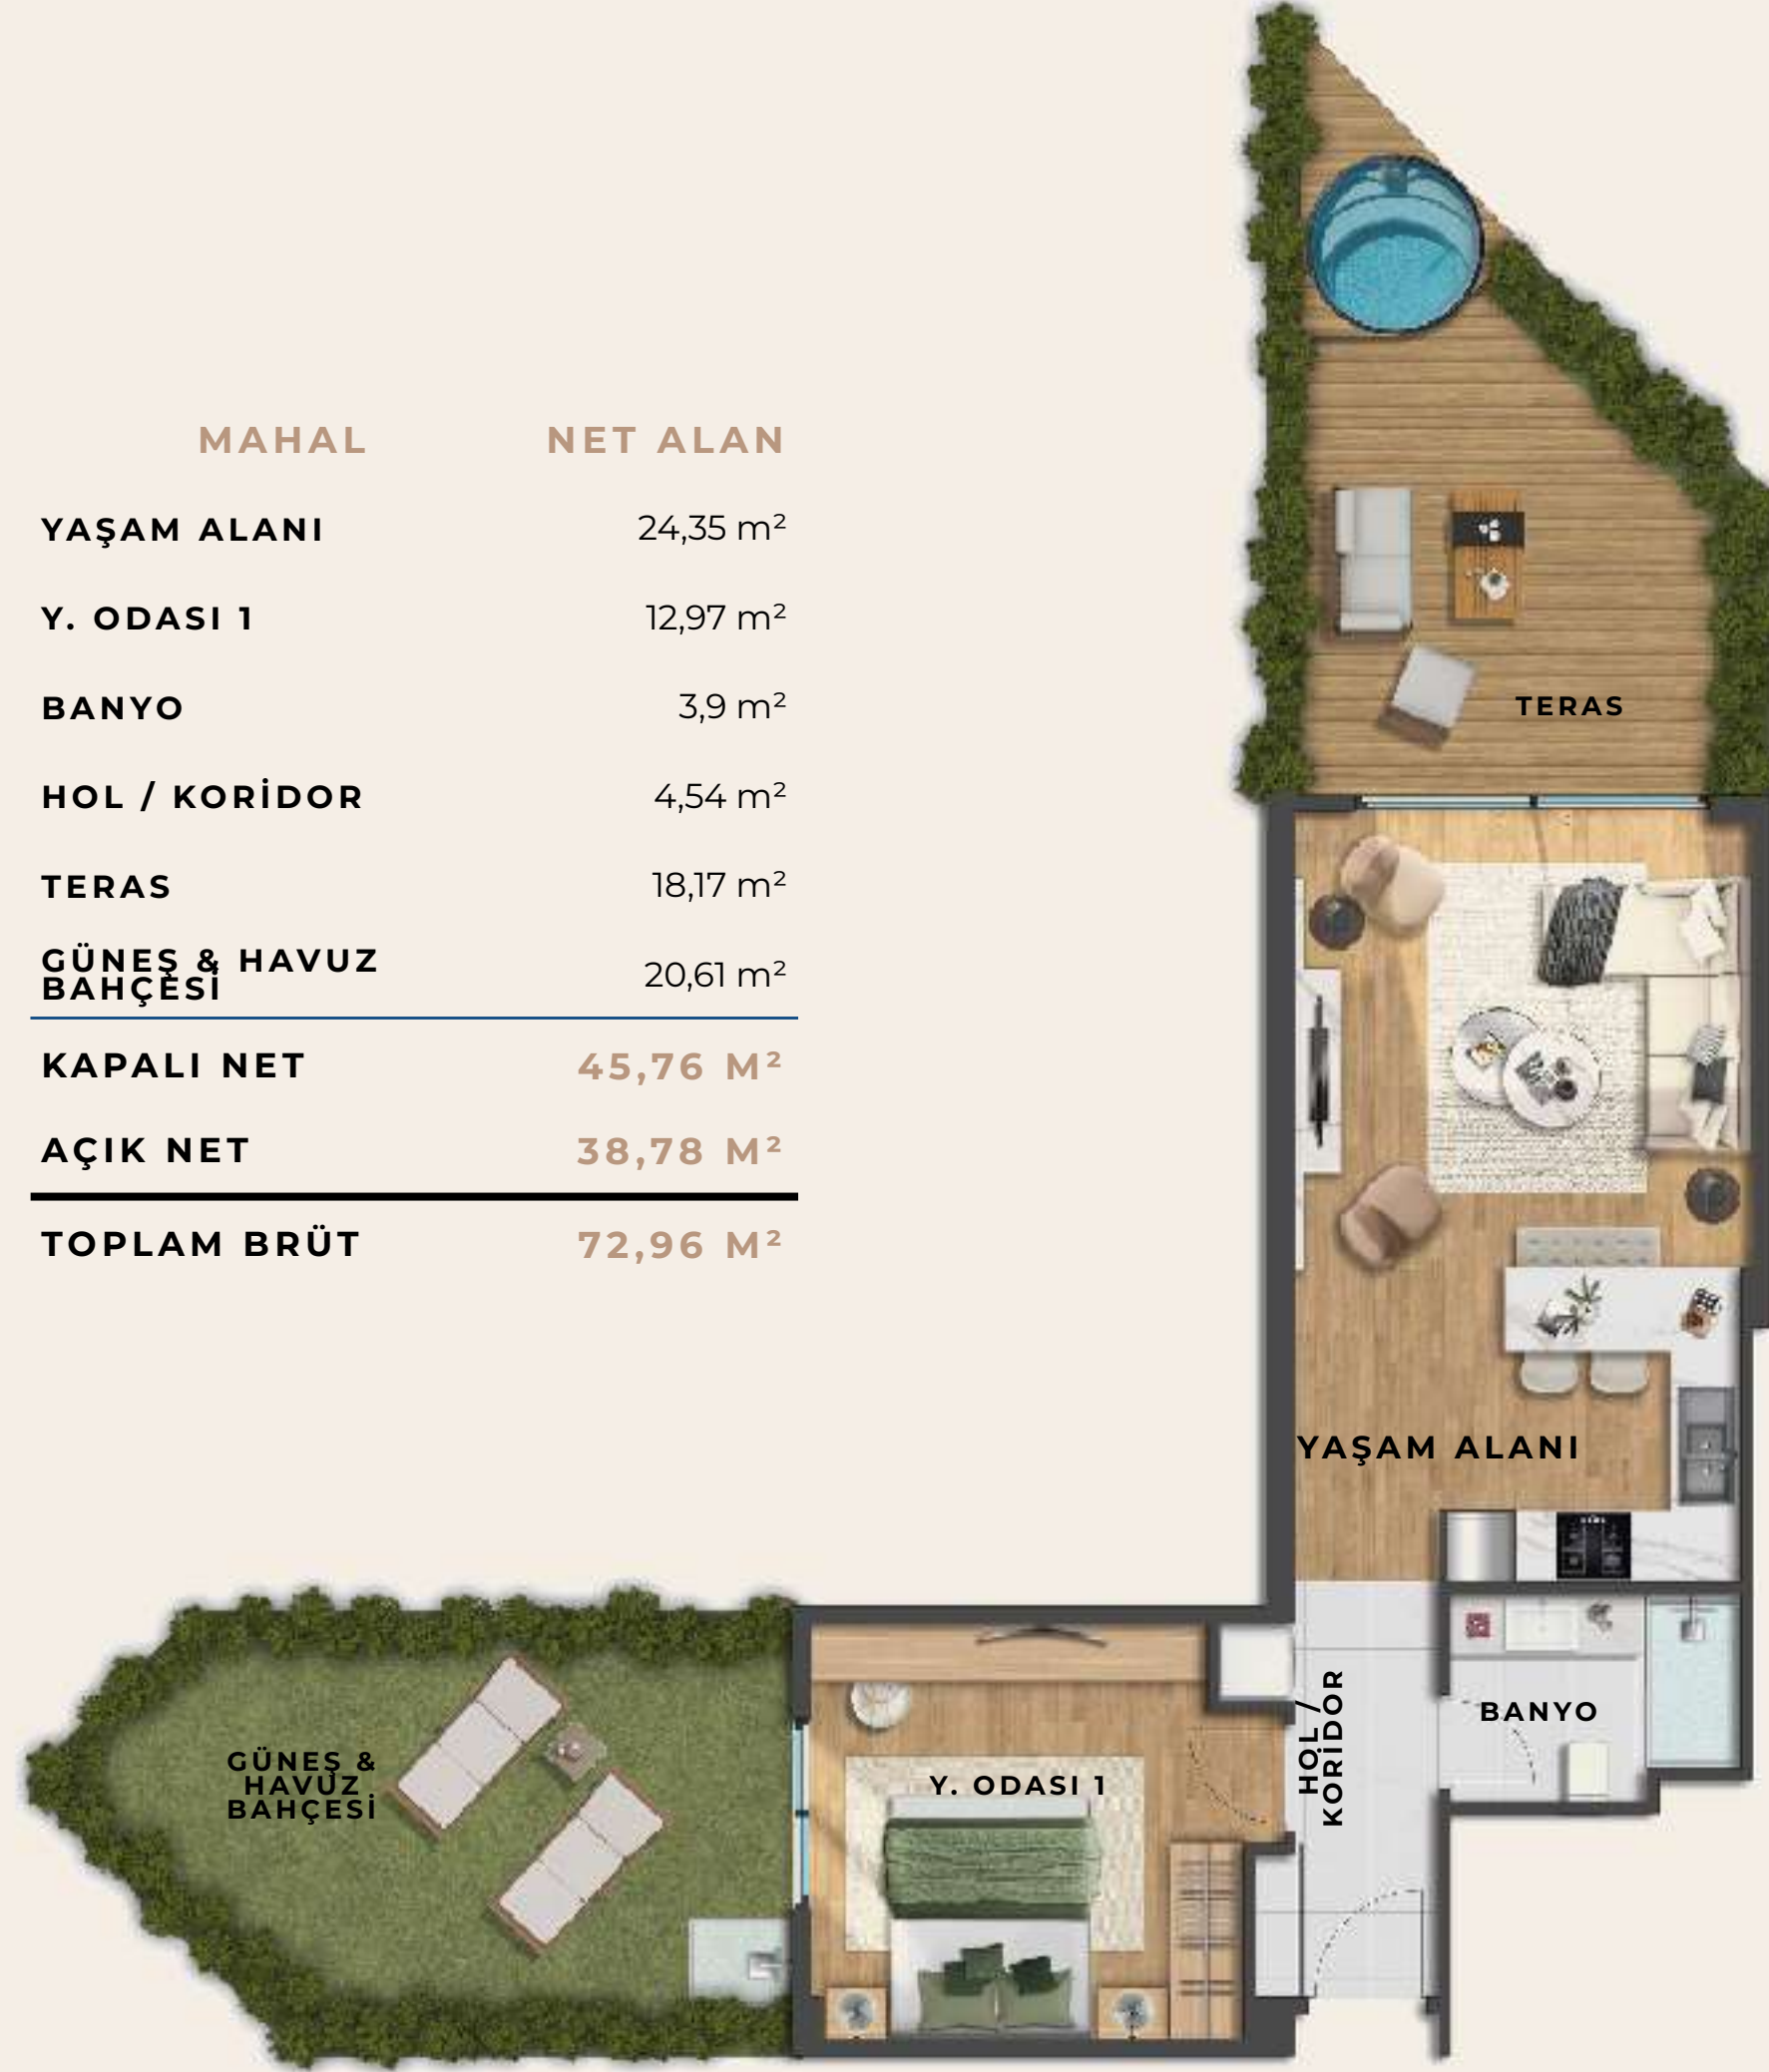 MAHAL NET ALAN
YAŞAM ALANI 24,35 m²
Y. ODASI 1 12,97 m²
BANYO 3,9 m²
HOL / KORİDOR 4,54 m²
TERAS 18,17 m²
GÜNEŞ & HAVUZ
BAHÇESİ 20,61 m²
KAPALI NET 45,76 M²
AÇIK NET 38,78 M²
TOPLAM BRÜT 72,96 M²
TERAS
YAŞAM ALANI
HOL /
KORİDOR
BANYO
Y. ODASI 1
GÜNEŞ &
HAVUZ
BAHÇESİ